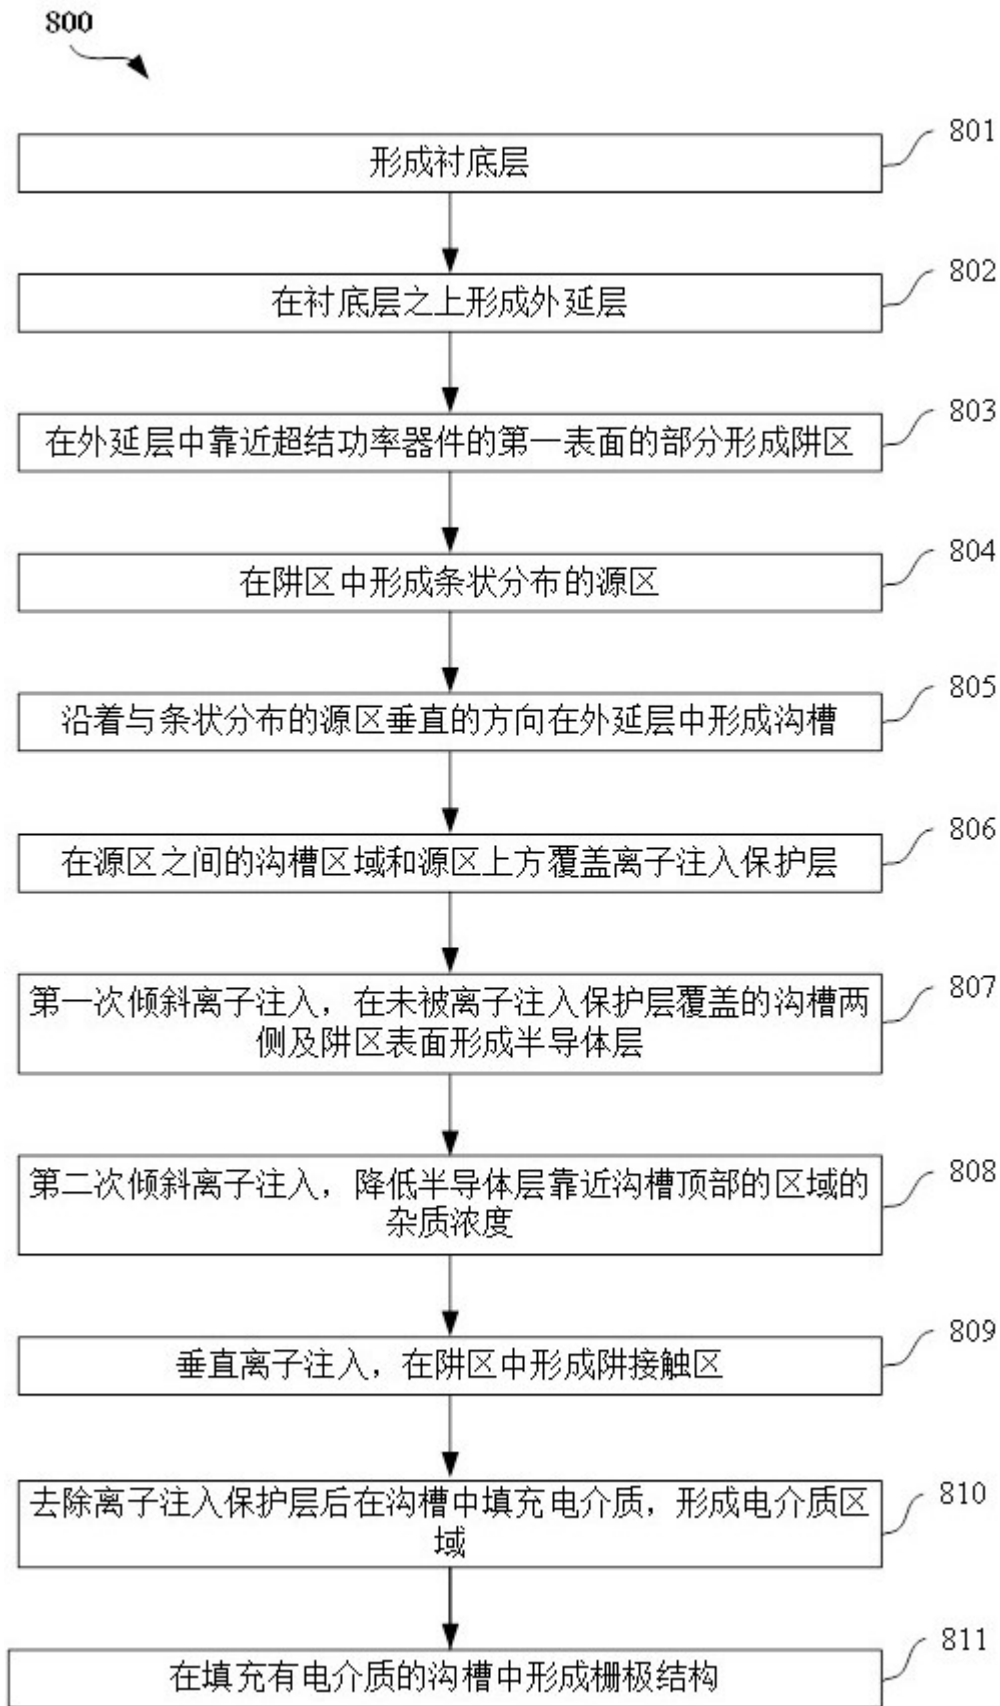 800
801
形成衬底层
802
在衬底层之上形成外延层
803
在外延层中靠近超结功率器件的第一表面的部分形成阱区
804
在阱区中形成条状分布的源区
805
沿着与条状分布的源区垂直的方向在外延层中形成沟槽
806
在源区之间的沟槽区域和源区上方覆盖离子注入保护层
807
第一次倾斜离子注入，在未被离子注入保护层覆盖的沟槽两
侧及阱区表面形成半导体层
808
第二次倾斜离子注入，降低半导体层靠近沟槽顶部的区域的
杂质浓度
809
垂直离子注入，在阱区中形成阱接触区
810
去除离子注入保护层后在沟槽中填充电介质，形成电介质区
域
811
在填充有电介质的沟槽中形成栅极结构